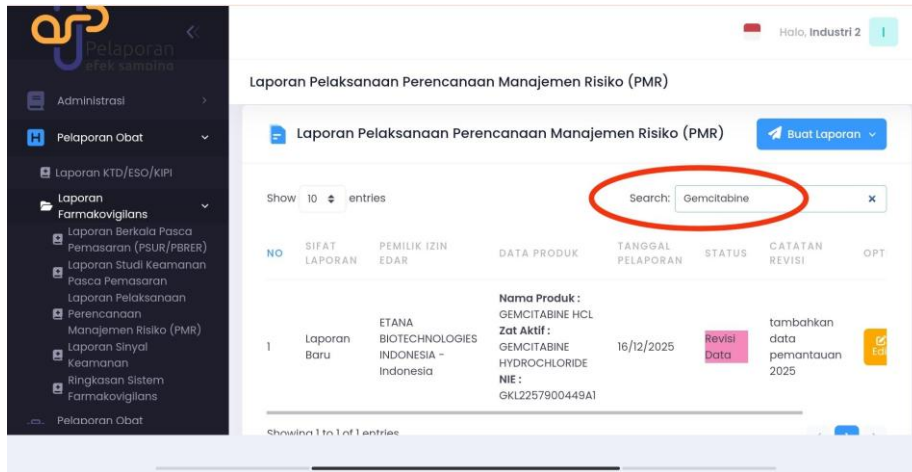 Pelaporan
efek samping
Halo, Industri 2
I
Administrasi
H Pelaporan Obat
Laporan KTD/ESO/KIPI
Laporan
Farmakovigilans
Laporan Berkala Pasca
Pemasaran (PSUR/PBRER)
Laporan Studi Keamanan
Pasca Pemasaran
Laporan Pelaksanaan
Perencanaan
Manajemen Risiko (PMR)
Laporan Sinyal
Keamanan
Ringkasan Sistem
Farmakovigilans
Pelaporan Obat
Laporan Pelaksanaan Perencanaan Manajemen Risiko (PMR)
Laporan Pelaksanaan Perencanaan Manajemen Risiko (PMR)
Buat Laporan
Show 10 entries
Search: Gemcitabine x
NO
SIFAT
LAPORAN
PEMILIK IZIN
EDAR
DATA PRODUK
TANGGAL
PELAPORAN
STATUS
CATATAN
REVISI
OPT
1
Laporan
Baru
ETANA
BIOTECHNOLOGIES
INDONESIA -
Indonesia
Nama Produk :
GEMCITABINE HCL
Zat Aktif :
GEMCITABINE
HYDROCHLORIDE
NIE :
GKL2257900449A1
16/12/2025
Revisi
Data
tambahkan
data
pemantauan
2025
Edi
Showing 1 to 1 of 1 entries